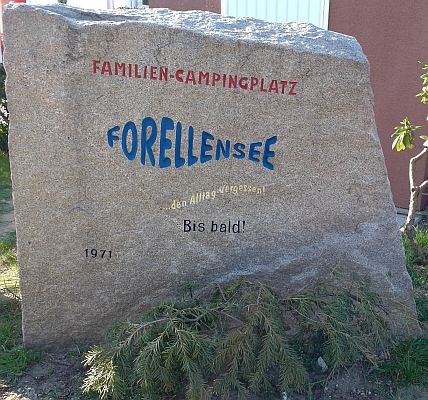 FAMILIEN-CAMPINGPLATZ
FORELLENSEE
...den Alltag vergessen!
Bis bald!
1971